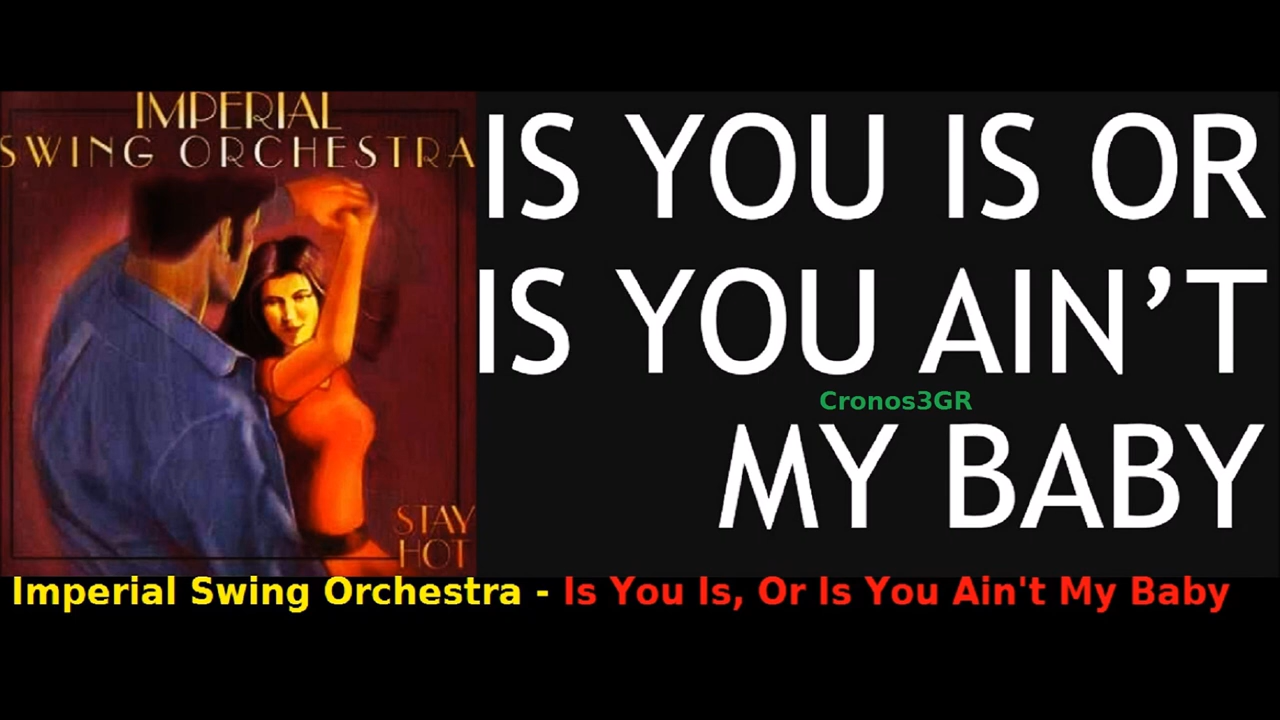 IMPERIAL
SWING ORCHESTRA
STAY
HOT
IS YOU IS OR
IS YOU AIN’T
Cronos3GR
MY BABY
Imperial Swing Orchestra - Is You Is, Or Is You Ain't My Baby